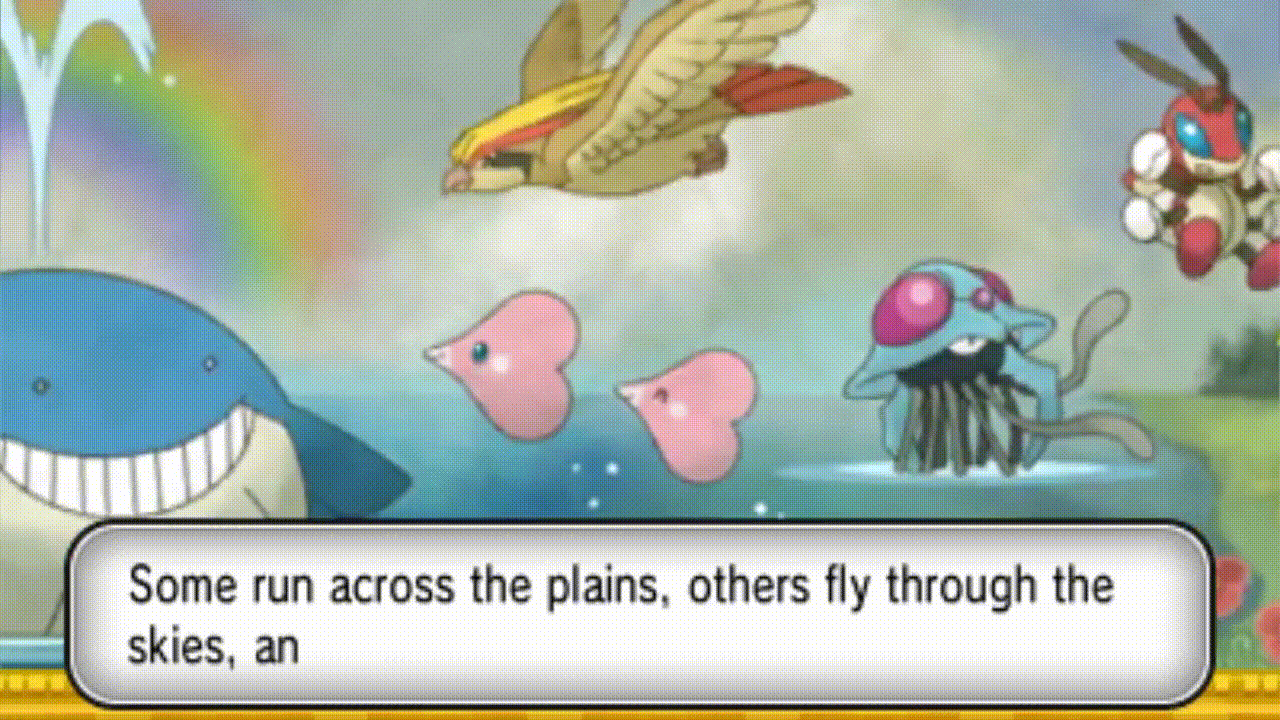 Some run across the plains, others fly through the
skies, an